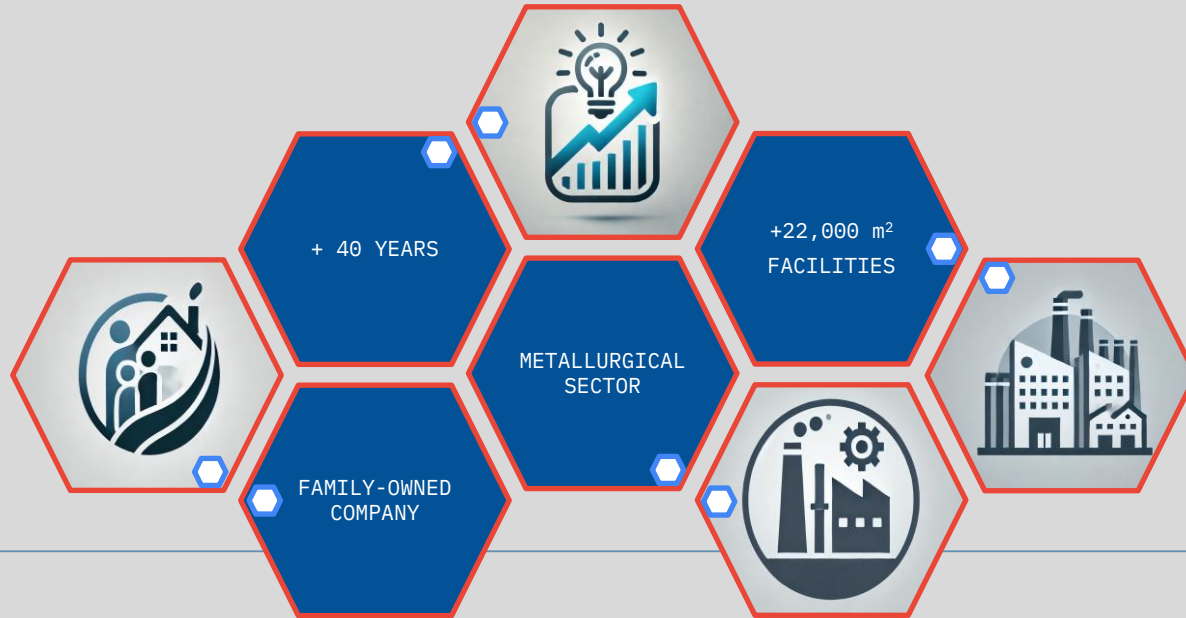 + 40 YEARS
+22,000 m²
FACILITIES
METALLURGICAL
SECTOR
FAMILY-OWNED
COMPANY